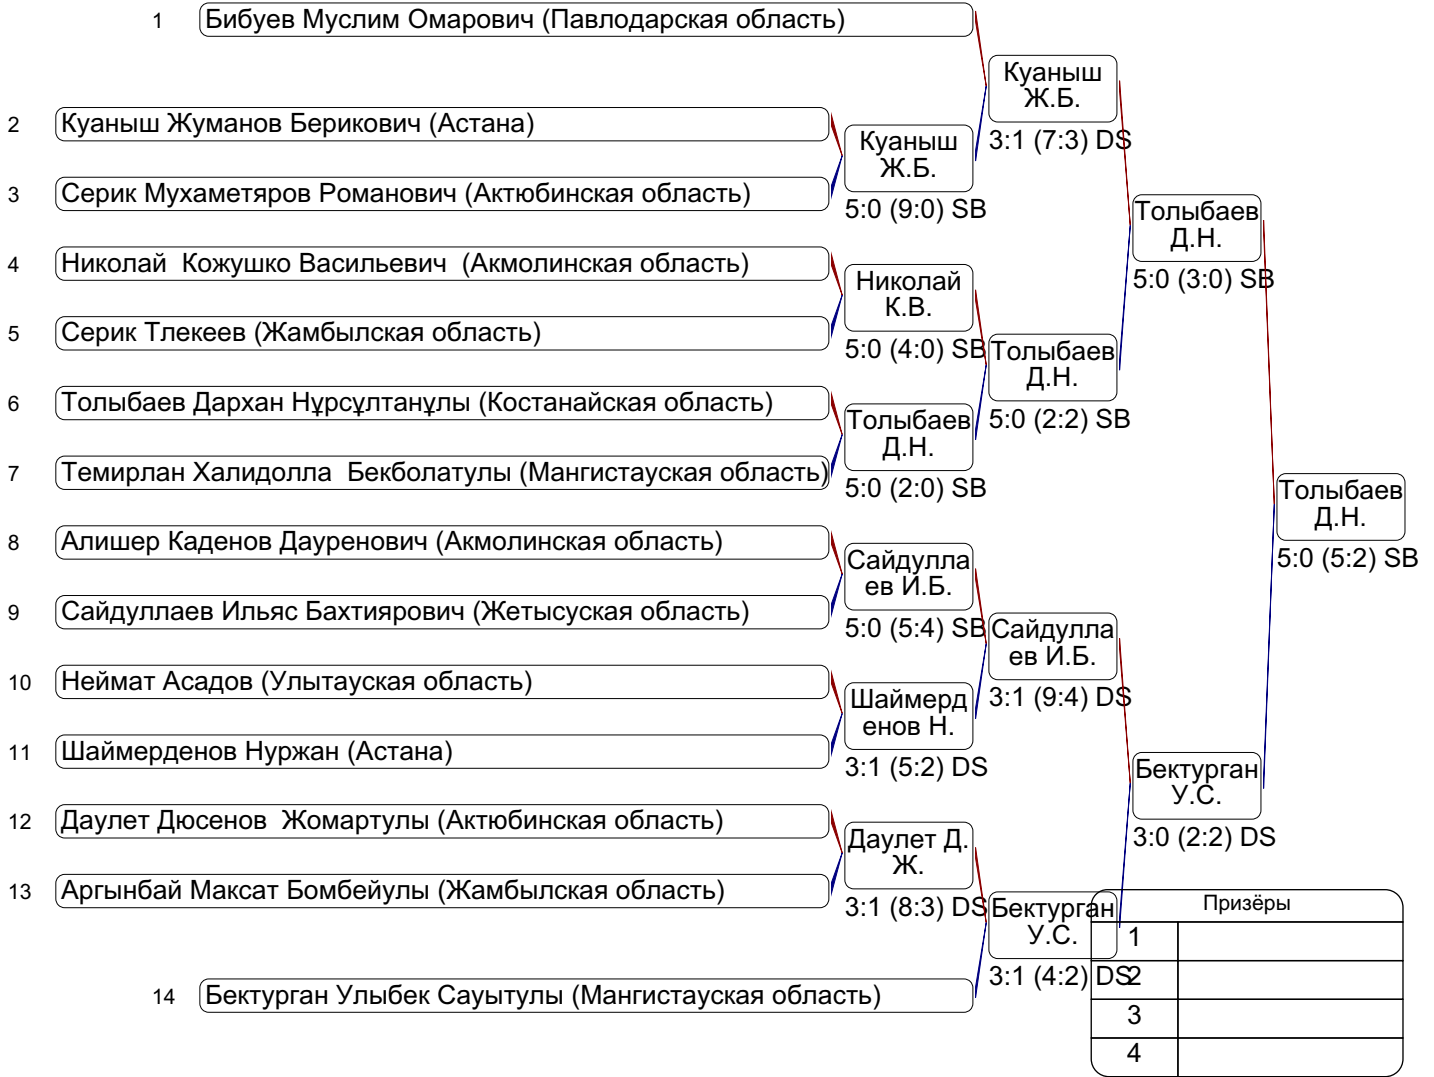 1 Бибуев Муслим Омарович (Павлодарская область)
Куаныш
Ж.Б.
3:1 (7:3) DS
2 Куаныш Жуманов Берикович (Астана)
Куаныш
Ж.Б.
5:0 (9:0) SB
3 Серик Мухаметяров Романович (Актюбинская область)
Толыбаев
Д.Н.
5:0 (3:0) SB
4 Николай Кожушко Васильевич (Акмолинская область)
Николай
К.В.
5:0 (4:0) SB
5 Серик Тлекеев (Жамбылская область)
Толыбаев
Д.Н.
5:0 (2:2) SB
6 Толыбаев Дархан Нұрсұлтанұлы (Костанайская область)
Толыбаев
Д.Н.
5:0 (2:0) SB
7 Темирлан Халидолла Бекболатулы (Мангистауская область)
Толыбаев
Д.Н.
5:0 (5:2) SB
8 Алишер Каденов Дауренович (Акмолинская область)
Сайдулла
ев И.Б.
5:0 (5:4) SB
9 Сайдуллаев Ильяс Бахтиярович (Жетысуская область)
Сайдулла
ев И.Б.
3:1 (9:4) DS
10 Неймат Асадов (Улытауская область)
Шаймерд
енов Н.
3:1 (5:2) DS
11 Шаймерденов Нуржан (Астана)
Бектурган
У.С.
3:0 (2:2) DS
12 Даулет Дюсенов Жомартулы (Актюбинская область)
Даулет Д.
Ж.
3:1 (8:3) DS
13 Аргынбай Максат Бомбейулы (Жамбылская область)
Бектурган
У.С.
3:1 (4:2) DS
14 Бектурган Улыбек Сауытулы (Мангистауская область)
Призёры
1
2
3
4